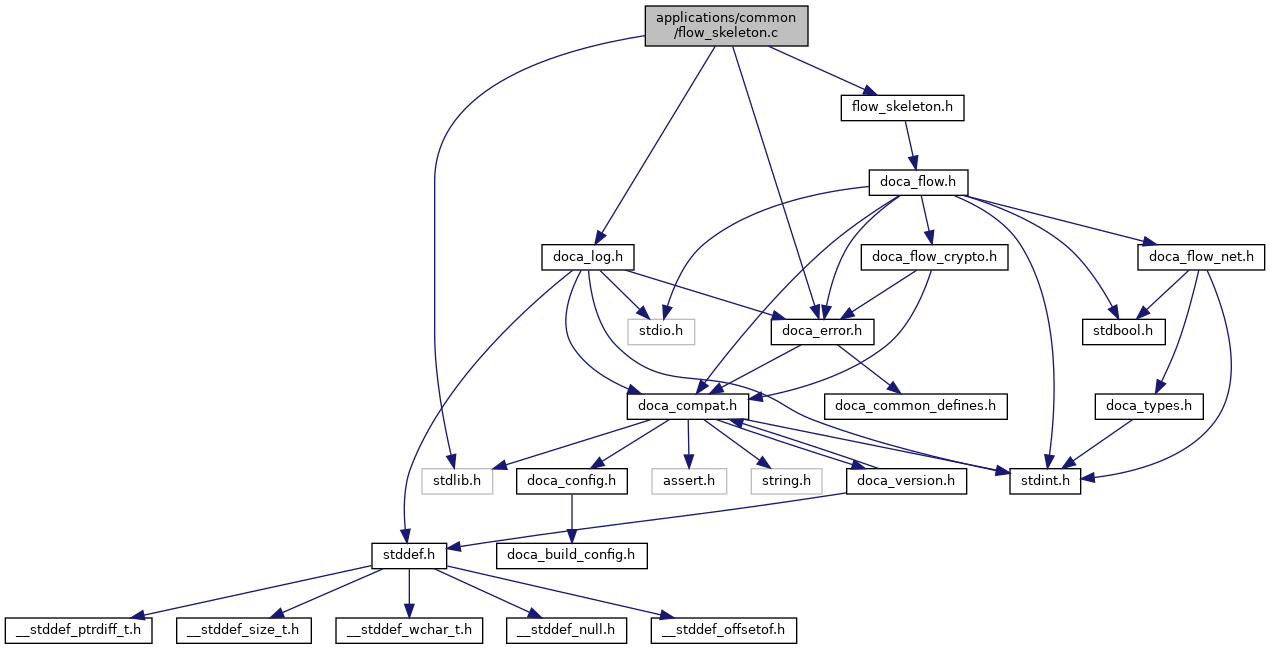 applications/common
/flow_skeleton.c
flow_skeleton.h
doca_flow.h
doca_log.h
doca_flow_crypto.h
doca_flow_net.h
stdio.h
doca_error.h
stdbool.h
doca_compat.h
doca_common_defines.h
doca_types.h
stdlib.h
doca_config.h
assert.h
string.h
doca_version.h
stdint.h
stddef.h
doca_build_config.h
__stddef_ptrdiff_t.h
__stddef_size_t.h
__stddef_wchar_t.h
__stddef_null.h
__stddef_offsetof.h